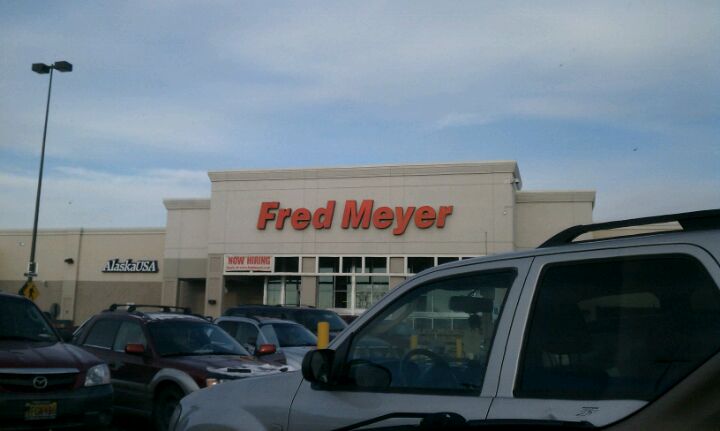 Fred Meyer
NOW HIRING
AlaskaUSA